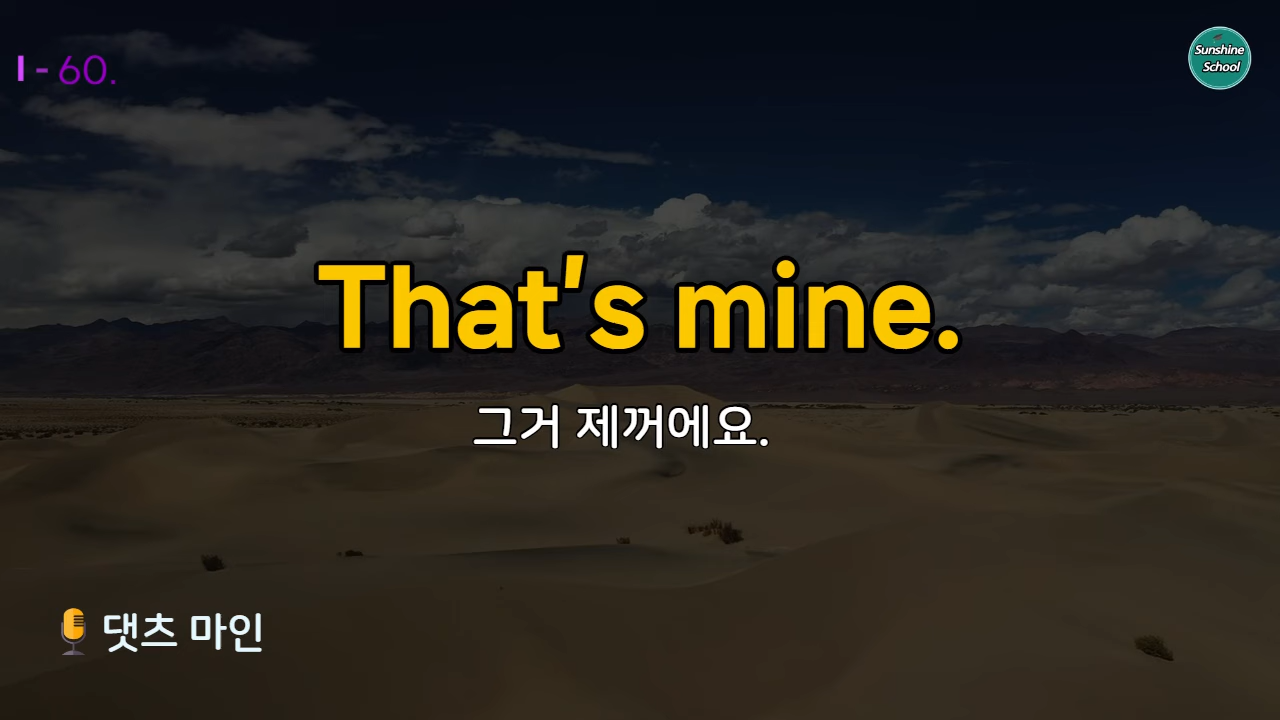 I - 60.
Sunshine
School
That's mine.
그거 제꺼에요.
댓츠 마인